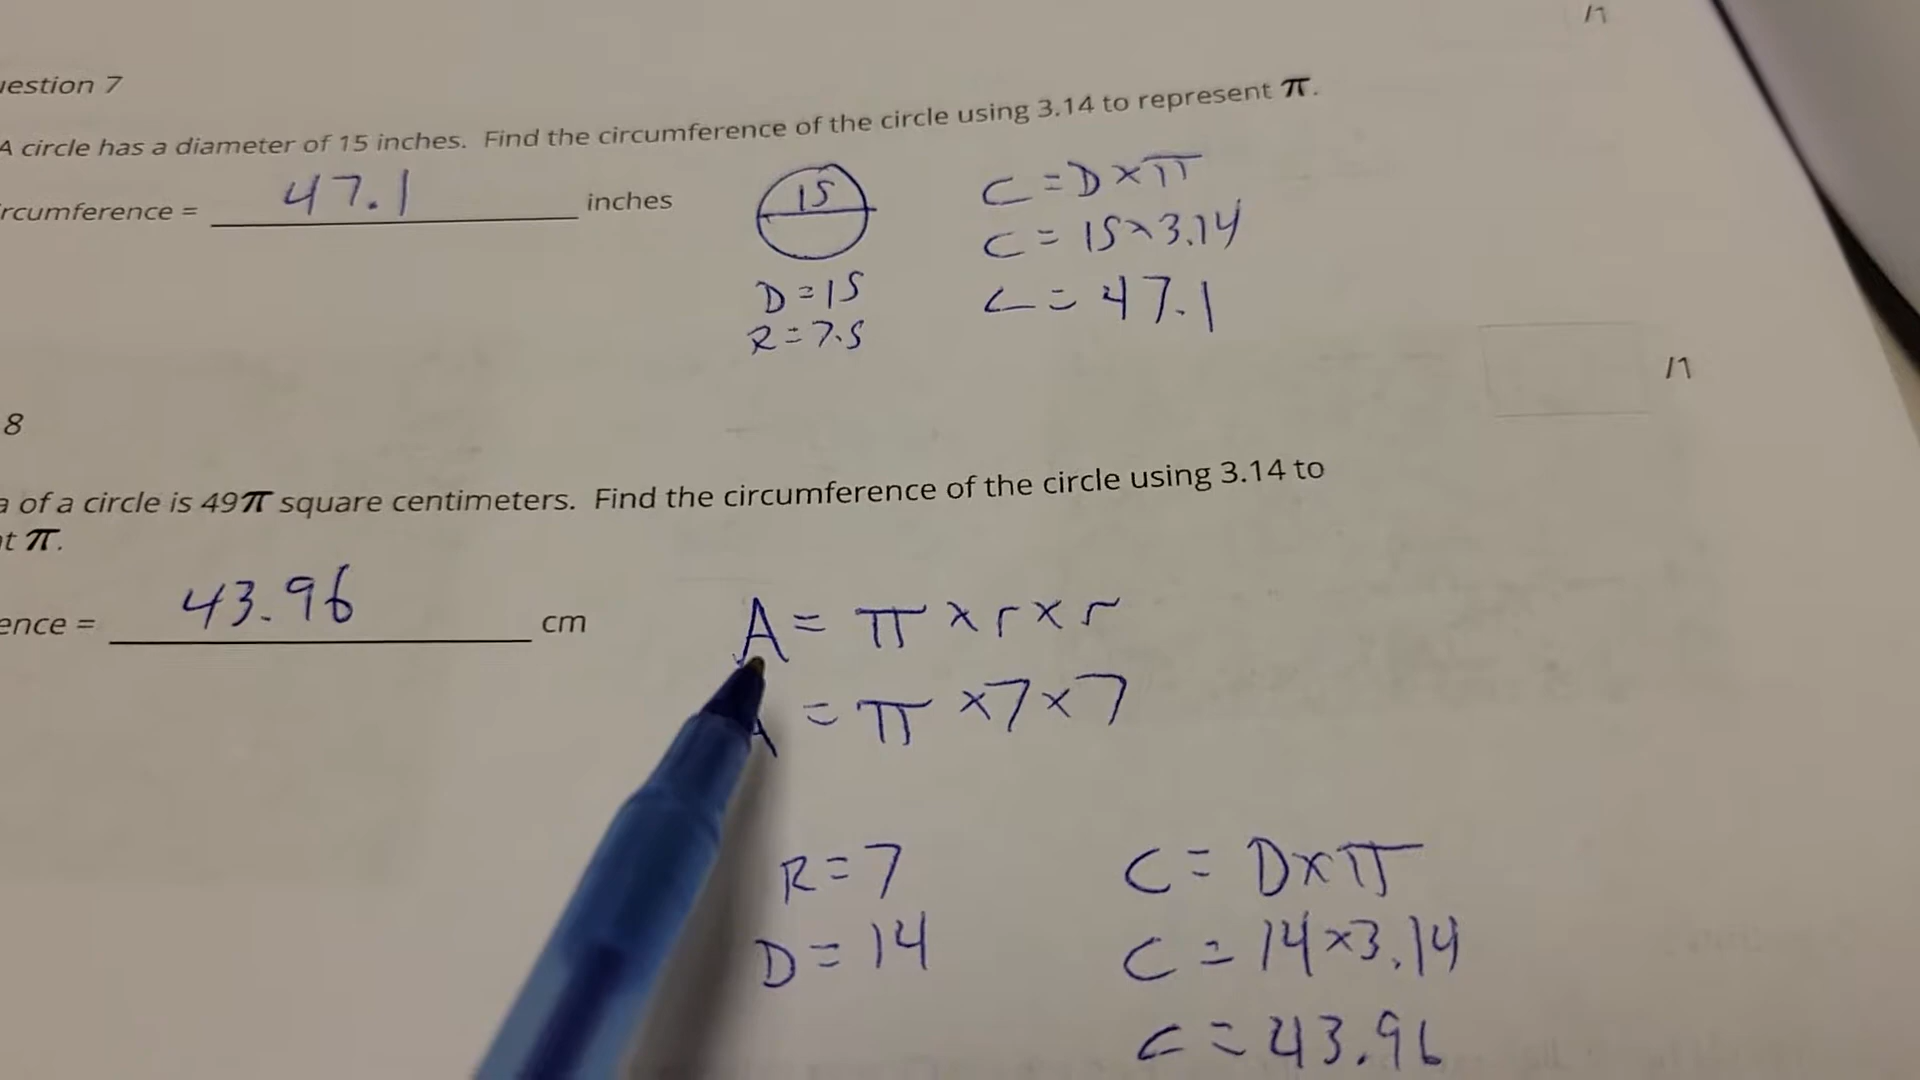 /1
uestion 7
A circle has a diameter of 15 inches. Find the circumference of the circle using 3.14 to represent π.
rcumference = 47.1 inches
15
D = 15
R = 7.5
C = D × π
C = 15 × 3.14
C = 47.1
/1
8
a of a circle is 49π square centimeters. Find the circumference of the circle using 3.14 to
t π.
ence = 43.96 cm
A = π × r × r
A = π × 7 × 7
R = 7
D = 14
C = D × π
C = 14 × 3.14
C = 43.96